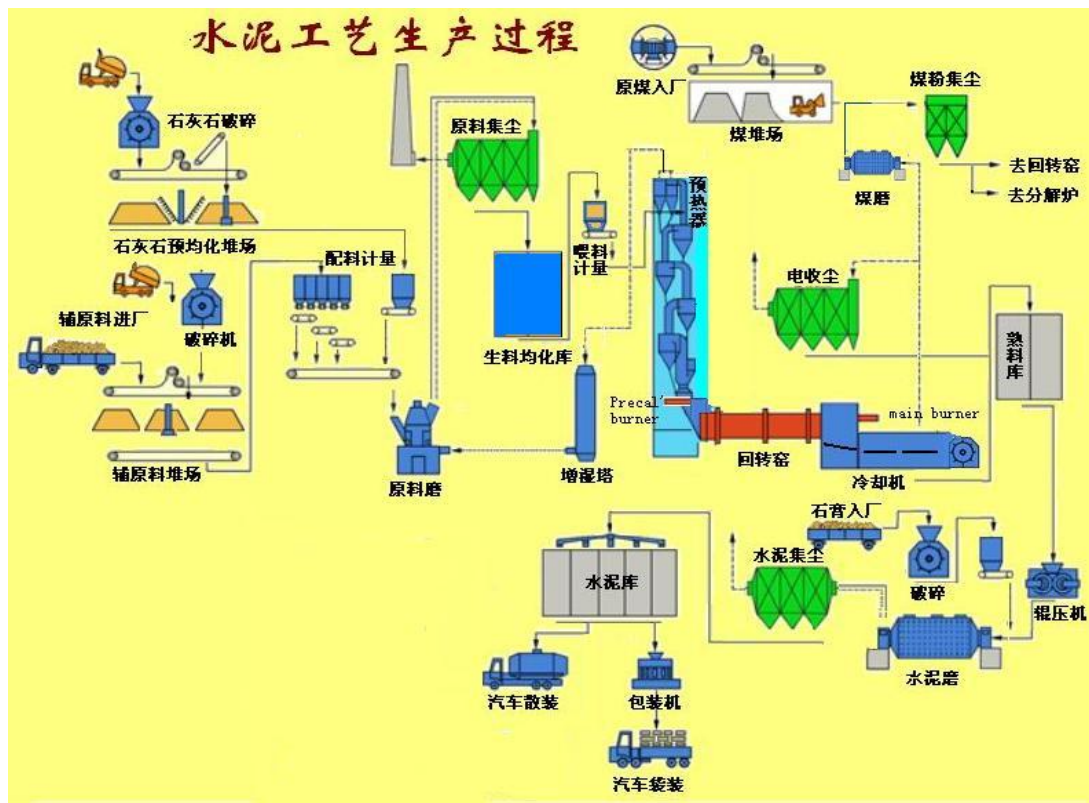 水泥工艺生产过程
原煤入厂
煤堆场
煤粉集尘
煤磨
去回转窑
去分解炉
石灰石破碎
原料集尘
预热器
石灰石预均化堆场
配料计量
喂料
计量
电收尘
辅原料进厂
破碎机
生料均化库
熟料库
Precal'
burner
main burner
回转窑
冷却机
辅原料堆场
原料磨
增湿塔
石膏入厂
水泥集尘
水泥库
破碎
辊压机
水泥磨
汽车散装
包装机
汽车袋装